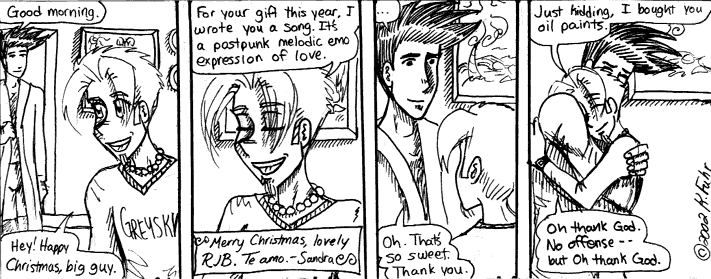 Good morning.
GREYSK
Hey! Happy
Christmas, big guy.
For your gift this year, I
wrote you a song. It's
a postpunk melodic emo
expression of love.
Merry Christmas, lovely
RJB. Te amo. - Sandra
...
Oh. That's
so sweet.
Thank you.
Just kidding, I bought you
oil paints.
Oh thank God.
No offense --
but Oh thank God.
©2002 K. Fuhr